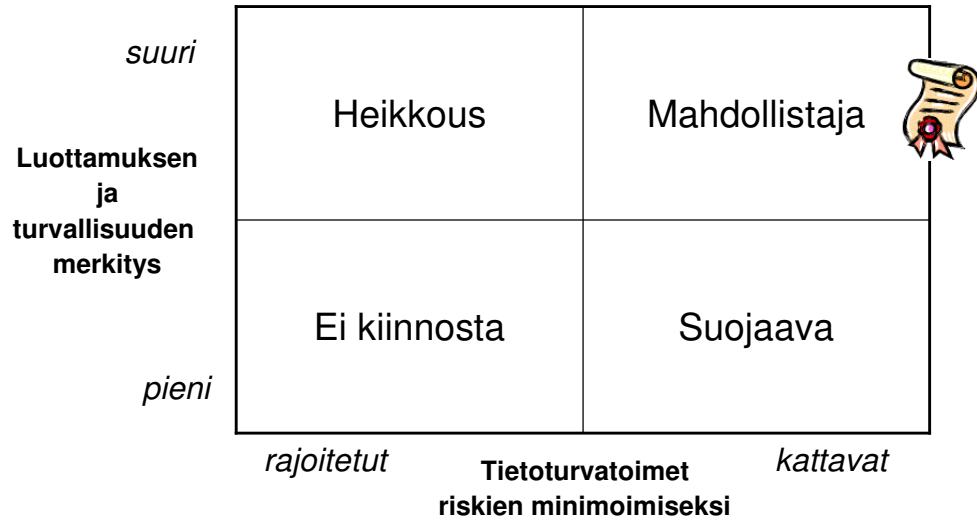 suuri
Heikkous
Mahdollistaja
Luottamuksen
ja
turvallisuuden
merkitys
Ei kiinnosta
Suojaava
pieni
rajoitetut
kattavat
Tietoturvatoimet
riskien minimoimiseksi